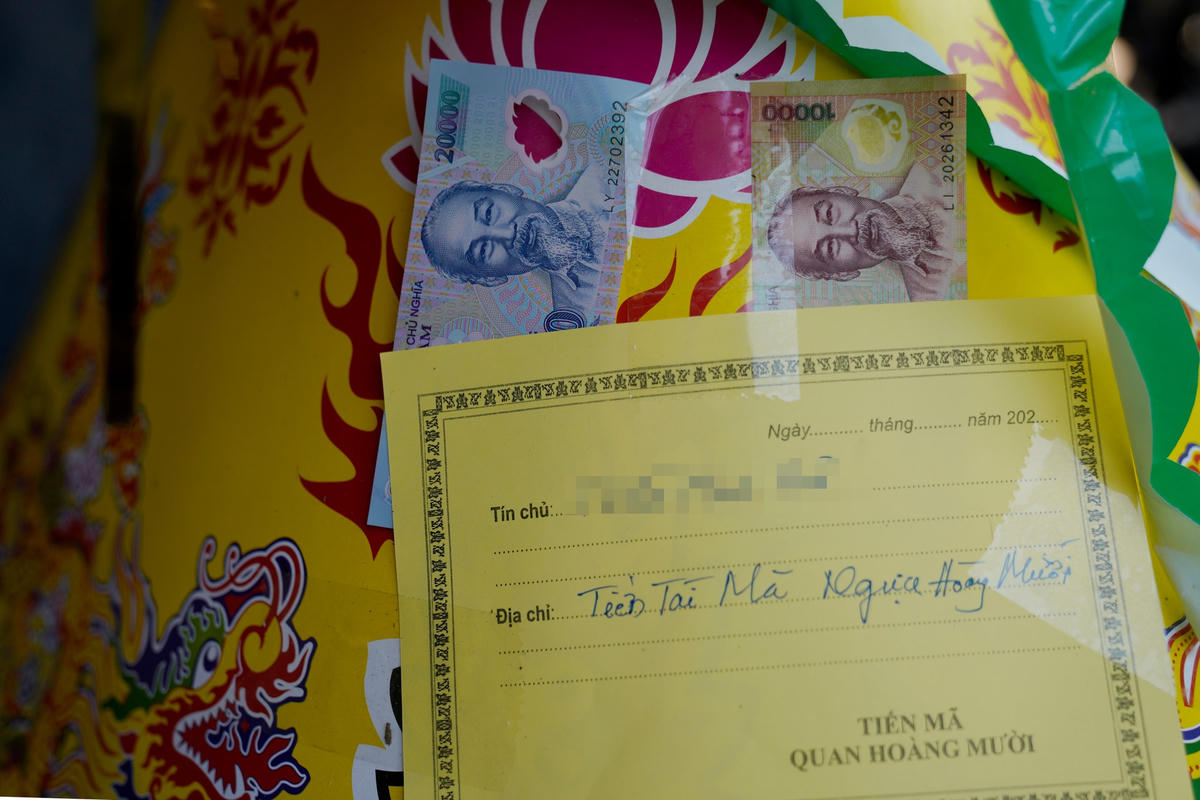 20000
LY 22702392
CHỦ NGHĨA
10000
LI 20261342
Ngày........... tháng.......... năm 202.....
Tín chủ:
Địa chỉ: Tiến Tài Mã Ngựa Hoàng Mười
TIẾN MÃ
QUAN HOÀNG MƯỜI